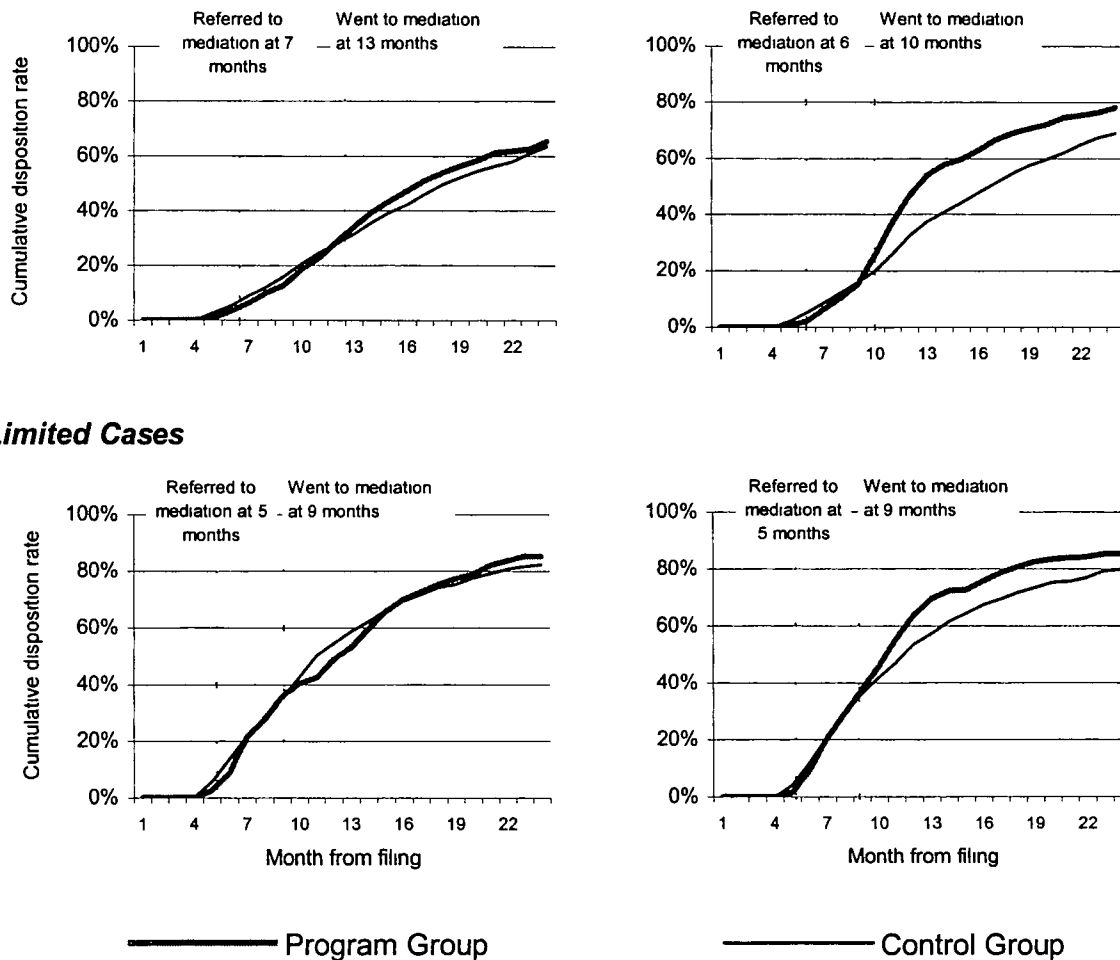 Referred to mediation at 7 months
Went to mediation at 13 months
Cumulative disposition rate
100%
80%
60%
40%
20%
0%
1 4 7 10 13 16 19 22
Referred to mediation at 6 months
Went to mediation at 10 months
100%
80%
60%
40%
20%
0%
1 4 7 10 13 16 19 22
Limited Cases
Referred to mediation at 5 months
Went to mediation at 9 months
Cumulative disposition rate
100%
80%
60%
40%
20%
0%
1 4 7 10 13 16 19 22
Month from filing
Referred to mediation at 5 months
Went to mediation at 9 months
100%
80%
60%
40%
20%
0%
1 4 7 10 13 16 19 22
Month from filing
Program Group
Control Group